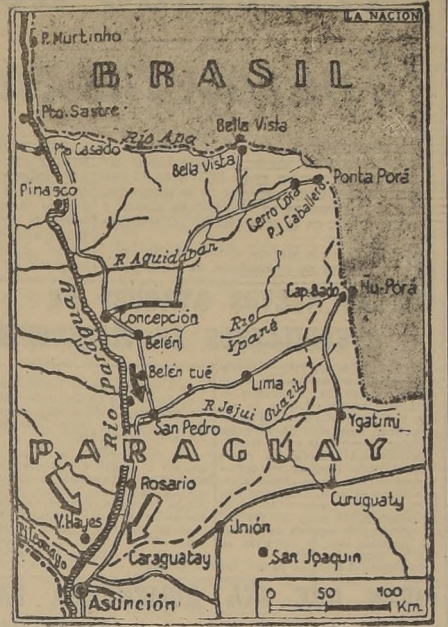 LA NACION
P. Murtinho
BRASIL
Pto. Sastre
Rio Apa
Bella Vista
Pto Casado
Bella Vista
Ponta Porá
Pinasco
Cerro Corá
P.J. Caballero
R Aquidaban
Cap. Bado
Ñu-Porá
Concepción
Rio Ypané
Belén
Rio Paraguay
Belén cué
Lima
R Jejui Guazú
San Pedro
Ygatimi
PARAGUAY
Rosario
Curuguaty
V. Hayes
Unión
Pilcomayo
Caraguatay
San Joaquin
Asunción
0 50 100
Km.